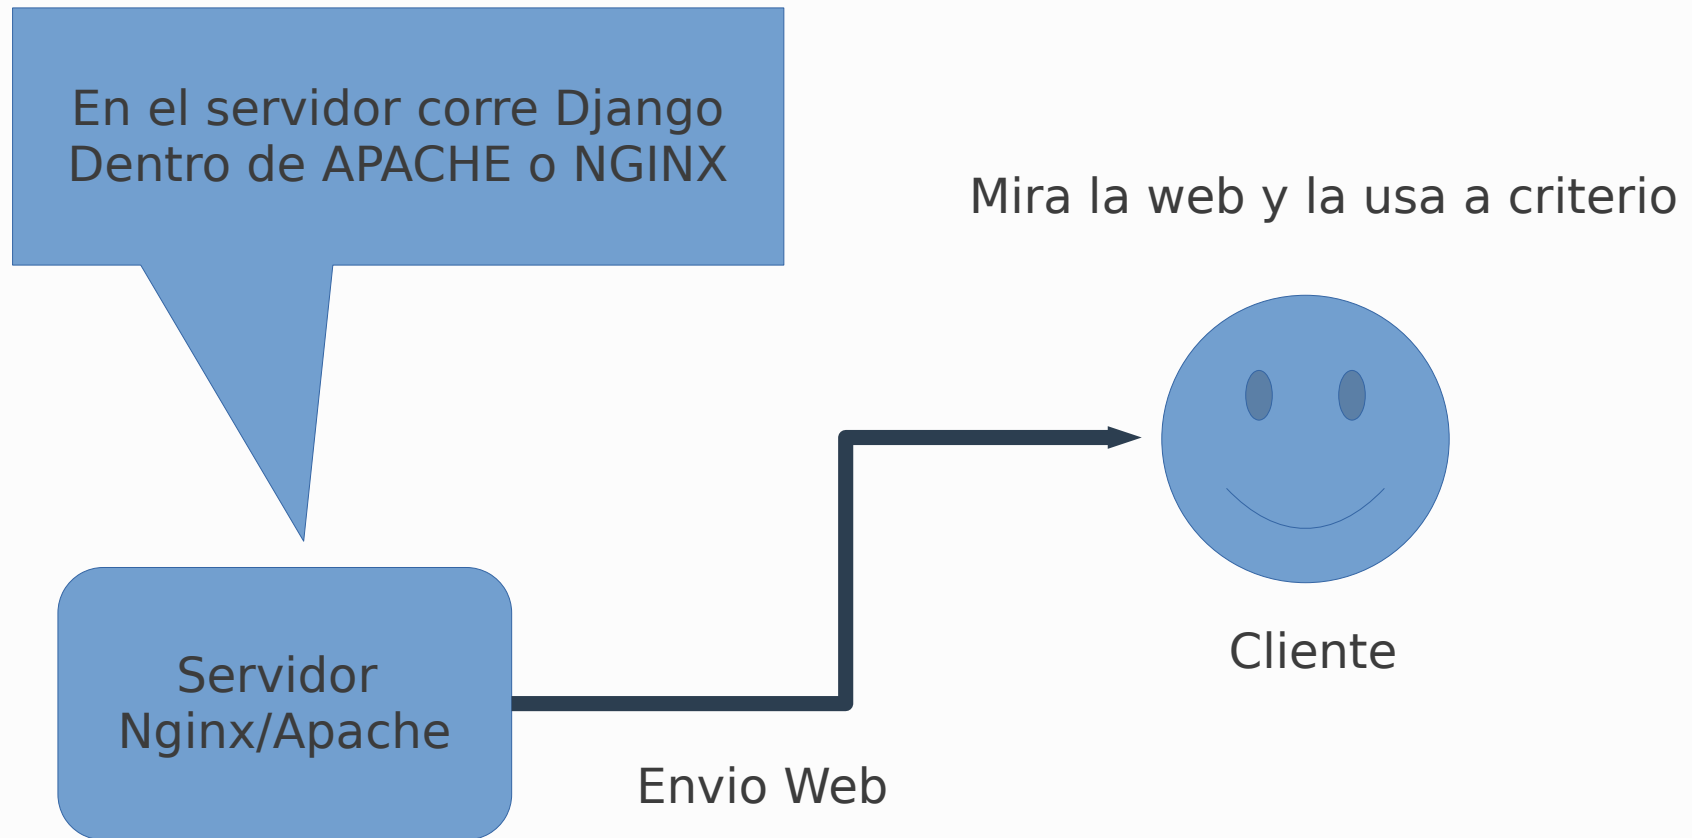 En el servidor corre Django
Dentro de APACHE o NGINX
Mira la web y la usa a criterio
Cliente
Servidor
Nginx/Apache
Envio Web